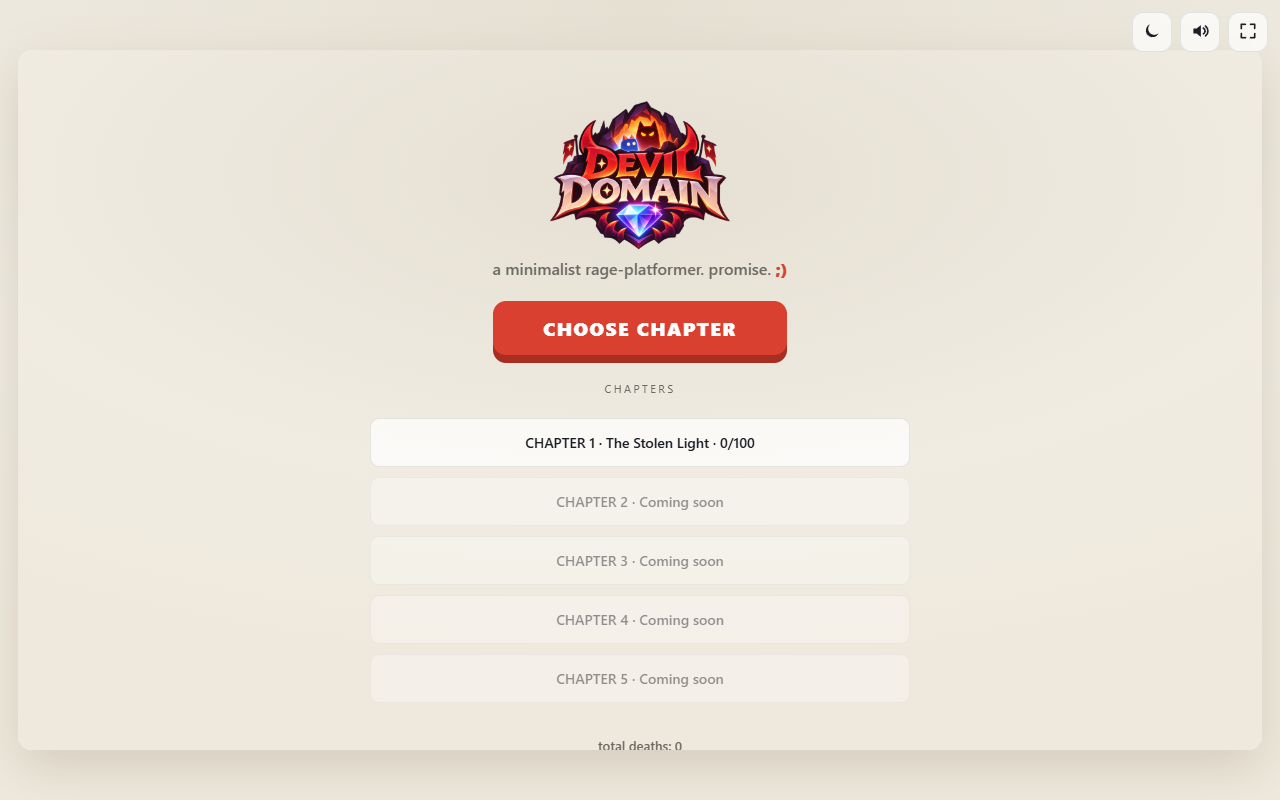 DEVIL
DOMAIN
a minimalist rage-platformer. promise. ;)
CHOOSE CHAPTER
CHAPTERS
CHAPTER 1 · The Stolen Light · 0/100
CHAPTER 2 · Coming soon
CHAPTER 3 · Coming soon
CHAPTER 4 · Coming soon
CHAPTER 5 · Coming soon
total deaths: 0